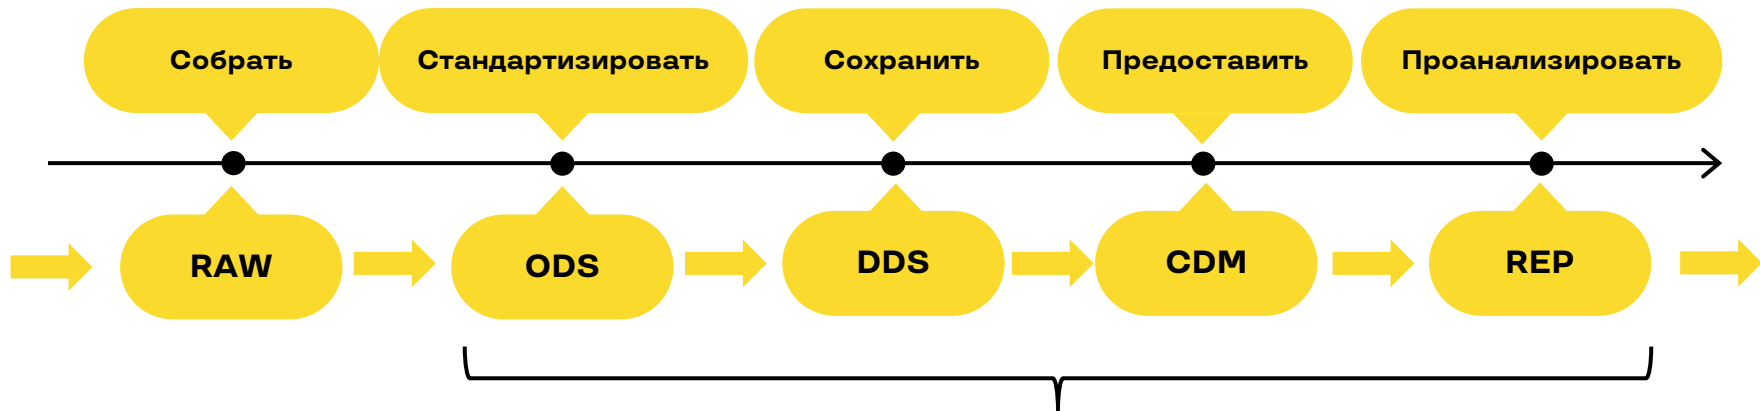 Собрать
Стандартизировать
Сохранить
Предоставить
Проанализировать
RAW
ODS
DDS
CDM
REP